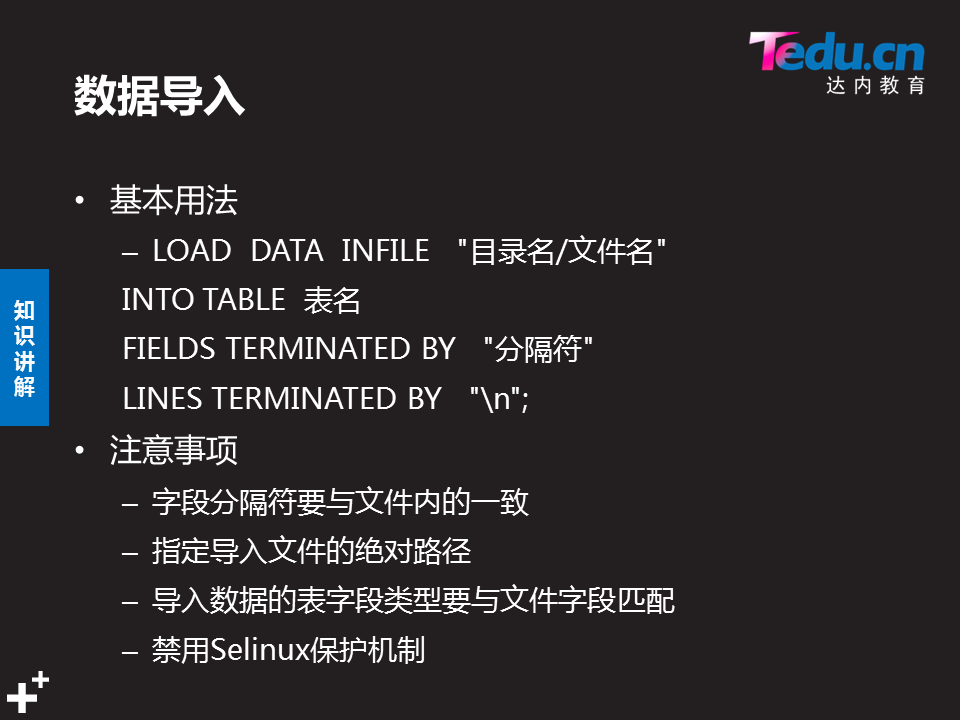 Tedu.cn
达内教育
数据导入
• 基本用法
– LOAD DATA INFILE "目录名/文件名"
INTO TABLE 表名
FIELDS TERMINATED BY "分隔符"
LINES TERMINATED BY "\n";
• 注意事项
– 字段分隔符要与文件内的一致
– 指定导入文件的绝对路径
– 导入数据的表字段类型要与文件字段匹配
– 禁用Selinux保护机制
知识讲解